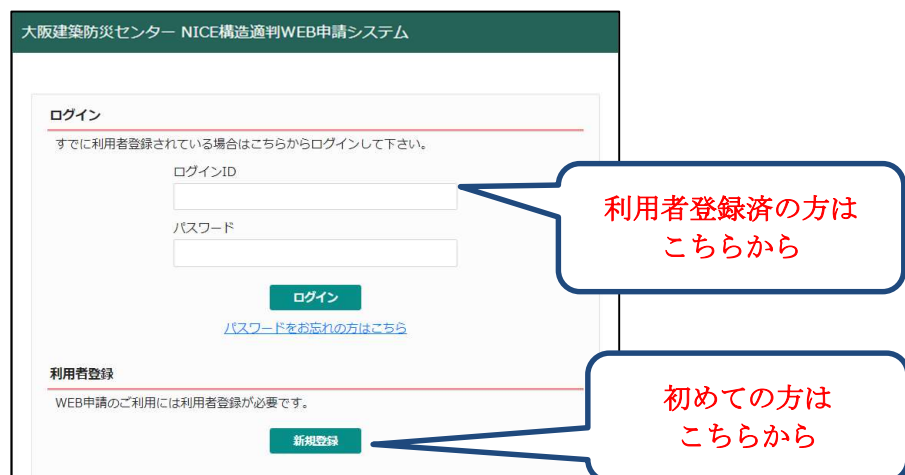 大阪建築防災センター NICE構造適判WEB申請システム
ログイン
すでに利用者登録されている場合はこちらからログインして下さい。
ログインID
パスワード
ログイン
パスワードをお忘れの方はこちら
利用者登録済の方は
こちらから
利用者登録
WEB申請のご利用には利用者登録が必要です。
新規登録
初めての方は
こちらから